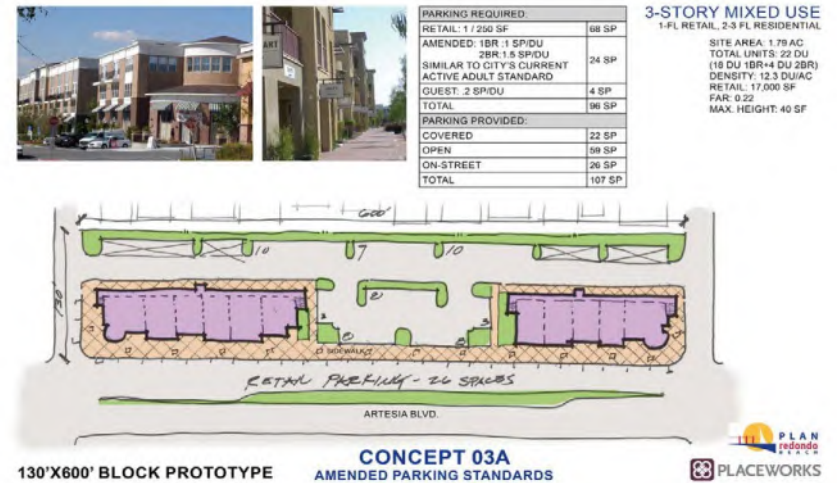 ART
PARKING REQUIRED:
RETAIL: 1 / 250 SF 68 SP
AMENDED: 1BR :1 SP/DU
2BR:1.5 SP/DU
SIMILAR TO CITY'S CURRENT
ACTIVE ADULT STANDARD
24 SP
GUEST: .2 SP/DU 4 SP
TOTAL 96 SP
PARKING PROVIDED:
COVERED 22 SP
OPEN 59 SP
ON-STREET 26 SP
TOTAL 107 SP
3-STORY MIXED USE
1-FL RETAIL, 2-3 FL RESIDENTIAL
SITE AREA: 1.79 AC
TOTAL UNITS: 22 DU
(18 DU 1BR+4 DU 2BR)
DENSITY: 12.3 DU/AC
RETAIL: 17,000 SF
FAR: 0.22
MAX. HEIGHT: 40 SF
600'
130'
10 7 10
8
3
SIDEWALK
RETAIL PARKING - 26 SPACES
ARTESIA BLVD.
130'X600' BLOCK PROTOTYPE
CONCEPT 03A
AMENDED PARKING STANDARDS
PLAN
redondo
BEACH
PLACEWORKS